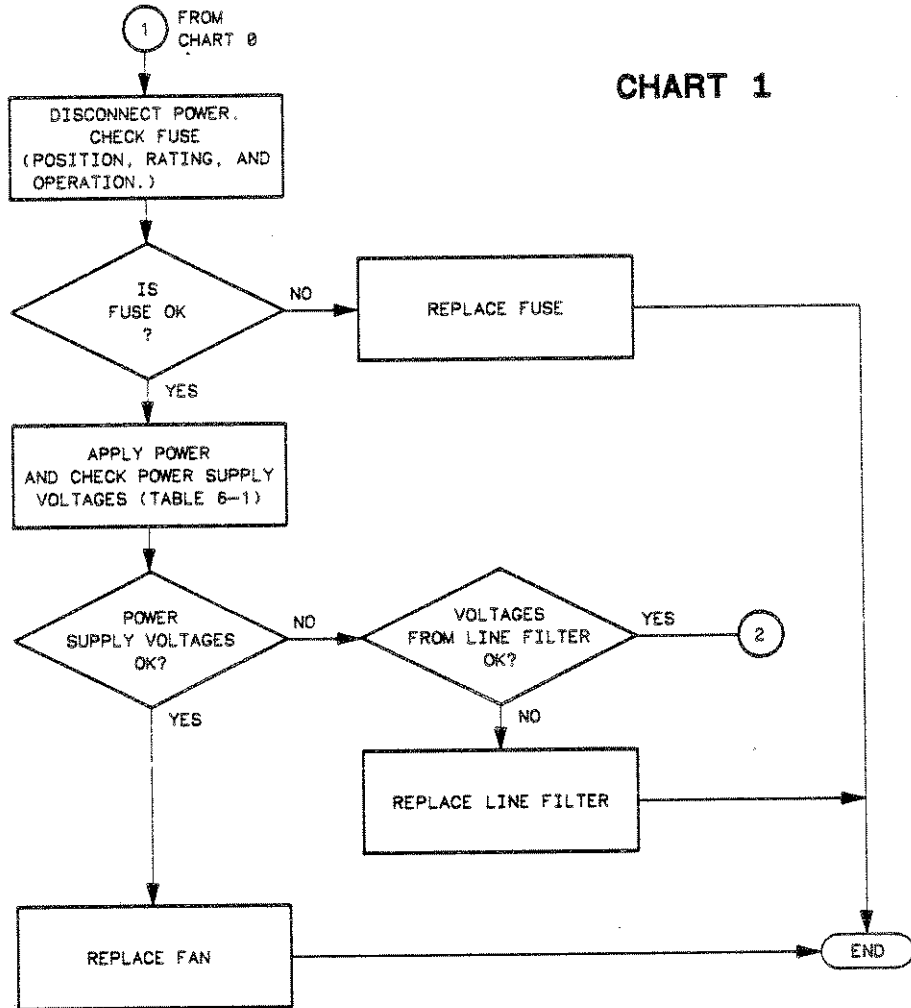 1
FROM
CHART 0
CHART 1
DISCONNECT POWER.
CHECK FUSE
(POSITION, RATING, AND
OPERATION.)
IS
FUSE OK
?
NO
REPLACE FUSE
YES
APPLY POWER
AND CHECK POWER SUPPLY
VOLTAGES (TABLE 6-1)
POWER
SUPPLY VOLTAGES
OK?
NO
VOLTAGES
FROM LINE FILTER
OK?
YES
2
YES
NO
REPLACE LINE FILTER
REPLACE FAN
END